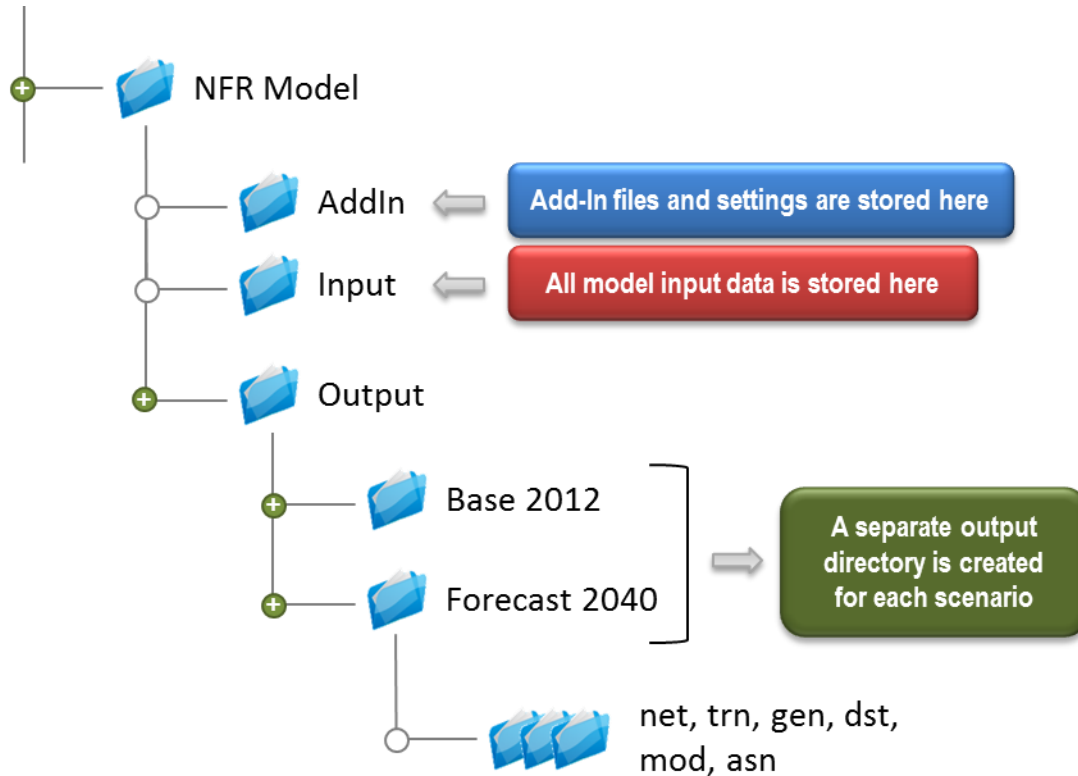 NFR Model
AddIn
Add-In files and settings are stored here
Input
All model input data is stored here
Output
Base 2012
Forecast 2040
A separate output
directory is created
for each scenario
net, trn, gen, dst,
mod, asn